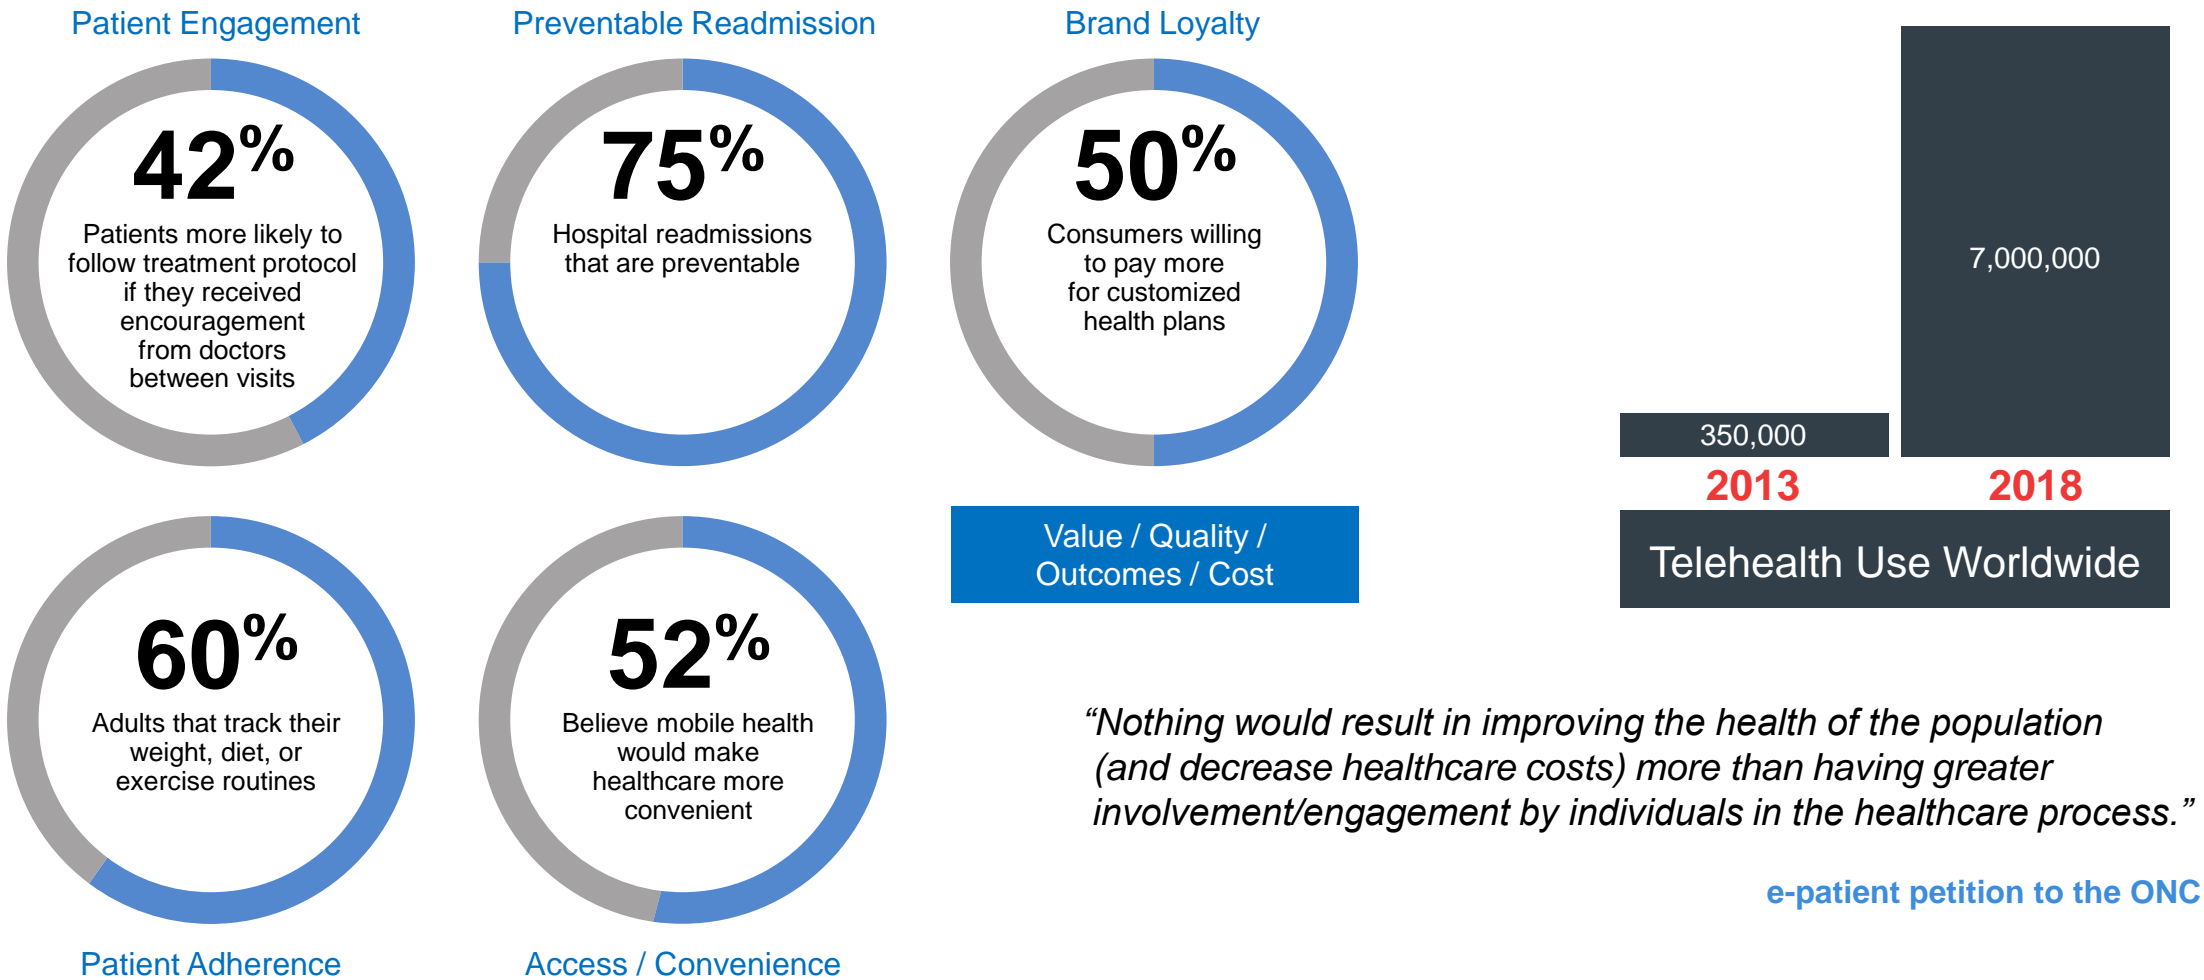 Patient Engagement
42%
Patients more likely to
follow treatment protocol
if they received
encouragement
from doctors
between visits
Preventable Readmission
75%
Hospital readmissions
that are preventable
Brand Loyalty
50%
Consumers willing
to pay more
for customized
health plans
Value / Quality /
Outcomes / Cost
7,000,000
350,000
2013
2018
Telehealth Use Worldwide
60%
Adults that track their
weight, diet, or
exercise routines
Patient Adherence
52%
Believe mobile health
would make
healthcare more
convenient
Access / Convenience
“Nothing would result in improving the health of the population
(and decrease healthcare costs) more than having greater
involvement/engagement by individuals in the healthcare process.”
e-patient petition to the ONC